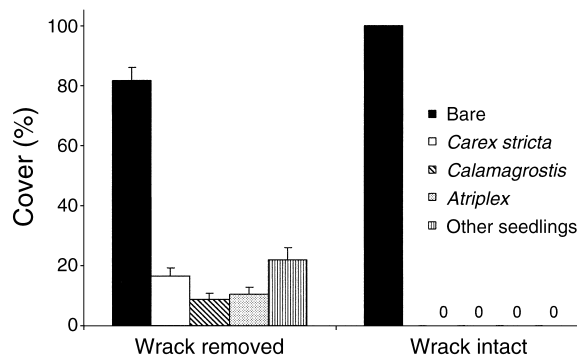 100
80
60
40
20
0
Cover (%)
Bare
Carex stricta
Calamagrostis
Atriplex
Other seedlings
0 0 0 0
Wrack removed
Wrack intact